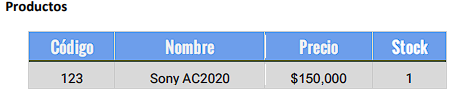 Productos
Código Nombre Precio Stock
123 Sony AC2020 $150,000 1